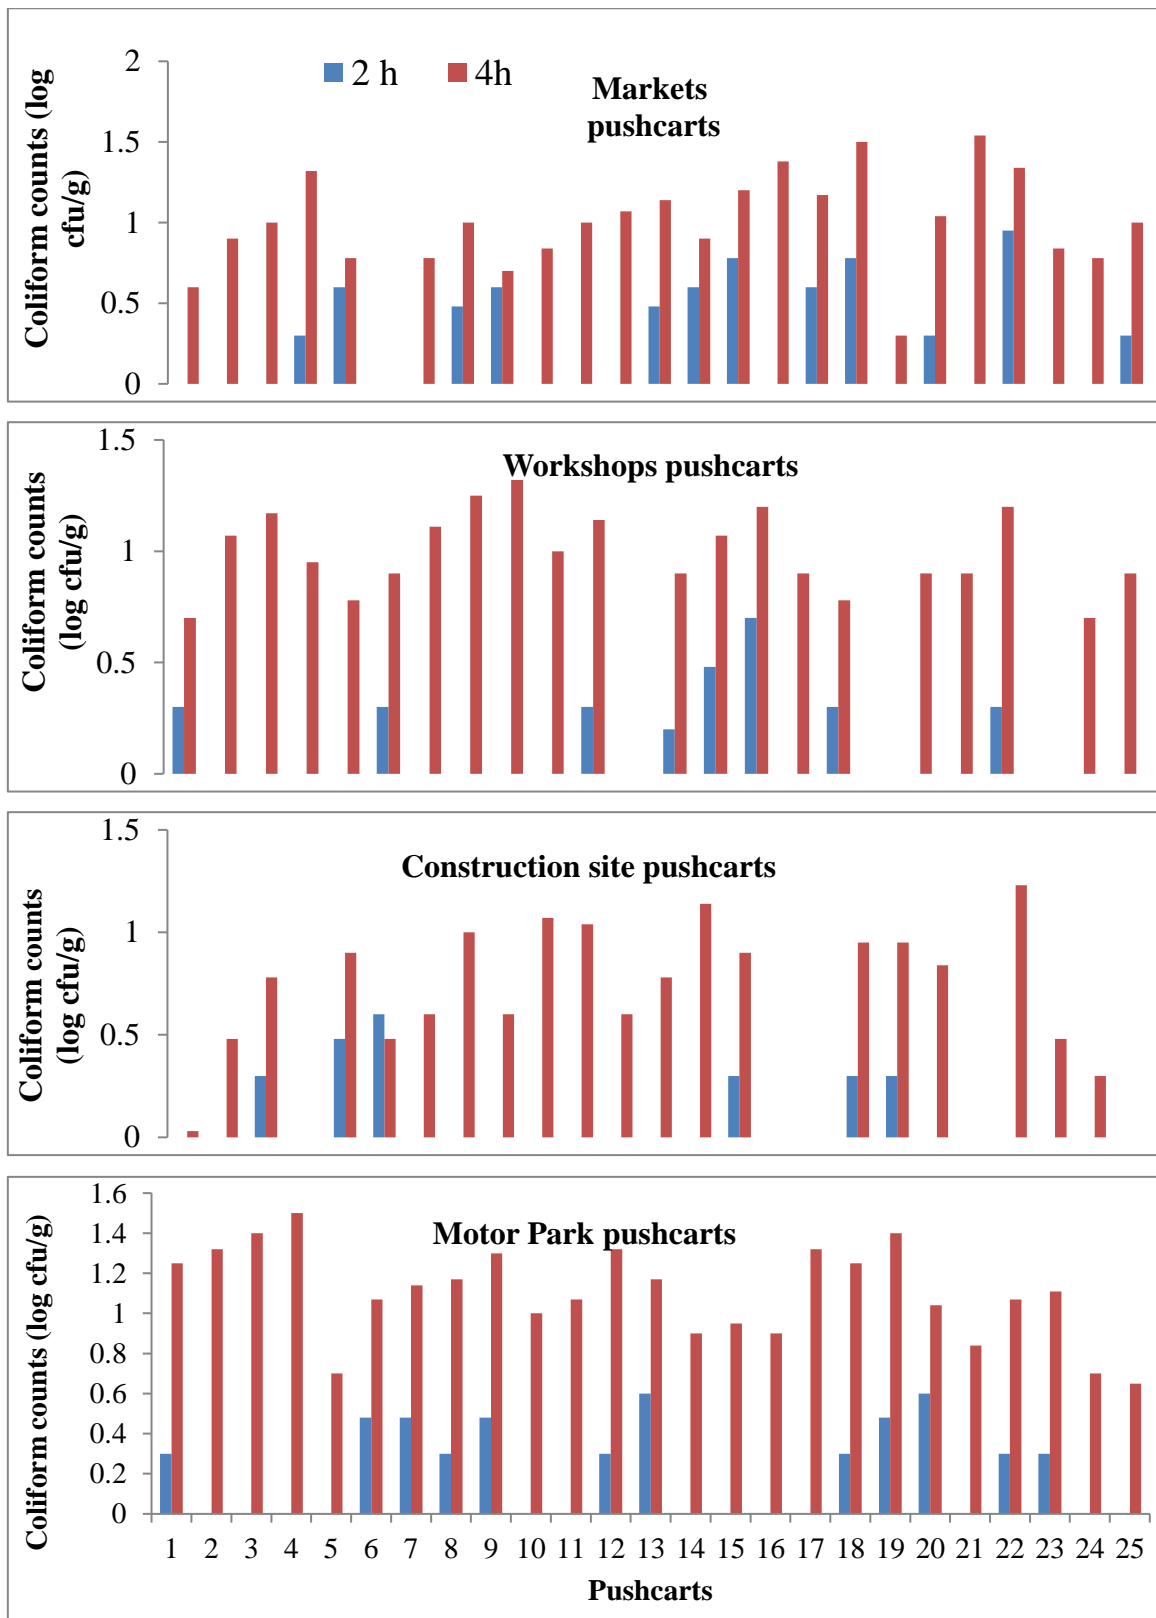 2
1.5
1
0.5
0
Coliform counts (log
cfu/g)
2 h 4h
Markets
pushcarts
1.5
1
0.5
0
Coliform counts
(log cfu/g)
Workshops pushcarts
1.5
1
0.5
0
Coliform counts
(log cfu/g)
Construction site pushcarts
1.6
1.4
1.2
1
0.8
0.6
0.4
0.2
0
Coliform counts (log cfu/g)
Motor Park pushcarts
1 2 3 4 5 6 7 8 9 10 11 12 13 14 15 16 17 18 19 20 21 22 23 24 25
Pushcarts